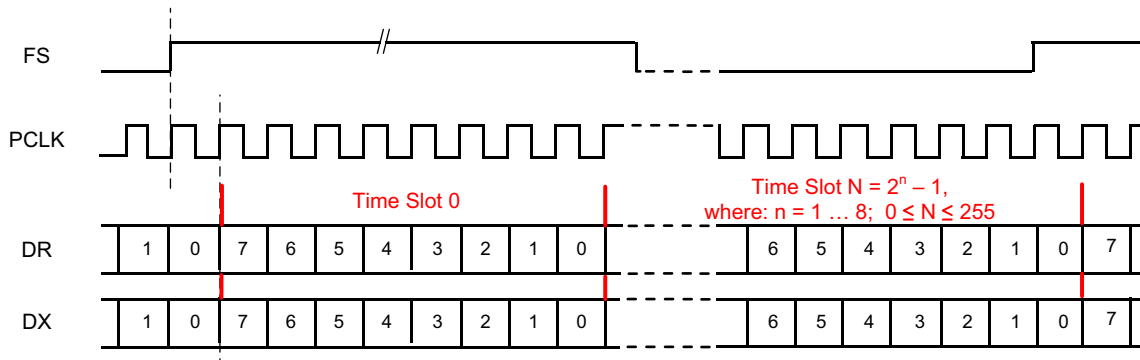 FS
PCLK
Time Slot 0
Time Slot N = 2ⁿ – 1,
where: n = 1 … 8; 0 ≤ N ≤ 255
DR 1 0 7 6 5 4 3 2 1 0 6 5 4 3 2 1 0 7
DX 1 0 7 6 5 4 3 2 1 0 6 5 4 3 2 1 0 7